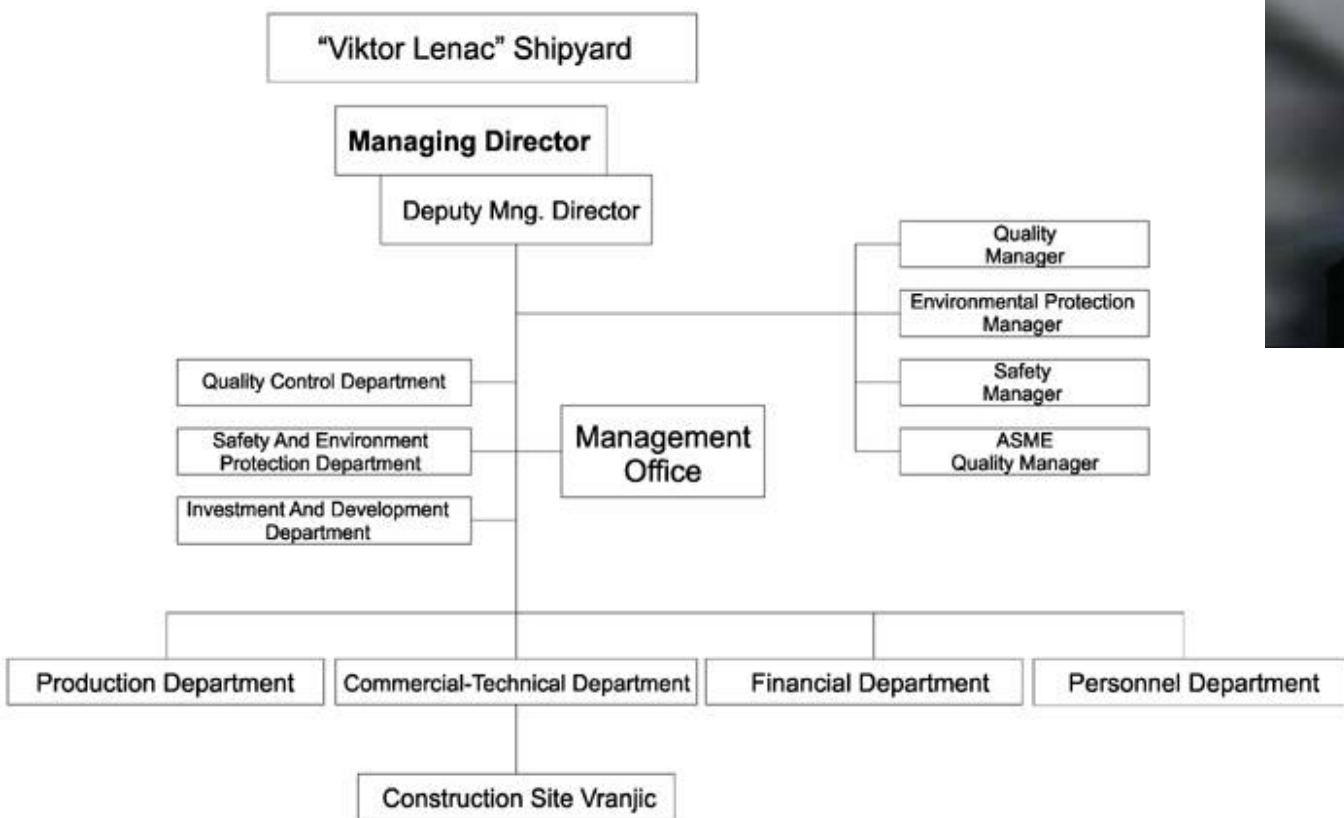 “Viktor Lenac” Shipyard
Managing Director
Deputy Mng. Director
Quality
Manager
Environmental Protection
Manager
Safety
Manager
ASME
Quality Manager
Quality Control Department
Safety And Environment
Protection Department
Investment And Development
Department
Management
Office
Production Department
Commercial-Technical Department
Financial Department
Personnel Department
Construction Site Vranjic